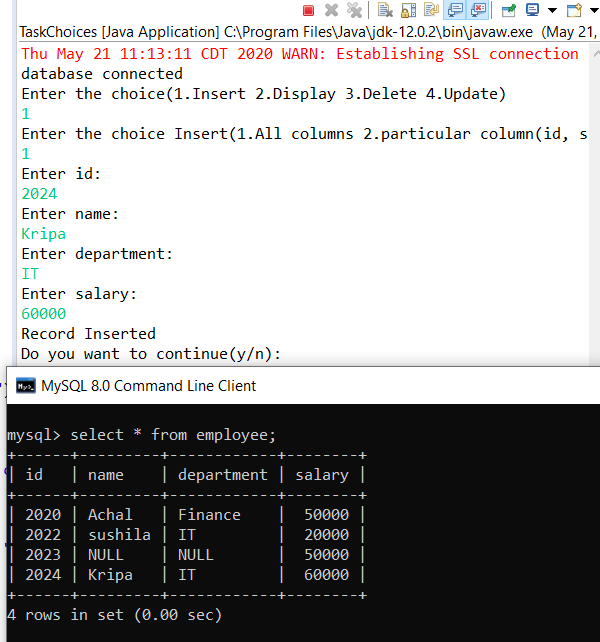 TaskChoices [Java Application] C:\Program Files\Java\jdk-12.0.2\bin\javaw.exe (May 21,
Thu May 21 11:13:11 CDT 2020 WARN: Establishing SSL connection
database connected
Enter the choice(1.Insert 2.Display 3.Delete 4.Update)
1
Enter the choice Insert(1.All columns 2.particular column(id, s
1
Enter id:
2024
Enter name:
Kripa
Enter department:
IT
Enter salary:
60000
Record Inserted
Do you want to continue(y/n):
MySQL 8.0 Command Line Client
mysql> select * from employee;
+------+---------+------------+--------+
| id   | name    | department | salary |
+------+---------+------------+--------+
| 2020 | Achal   | Finance    |  50000 |
| 2022 | sushila | IT         |  20000 |
| 2023 | NULL    | NULL       |  50000 |
| 2024 | Kripa   | IT         |  60000 |
+------+---------+------------+--------+
4 rows in set (0.00 sec)